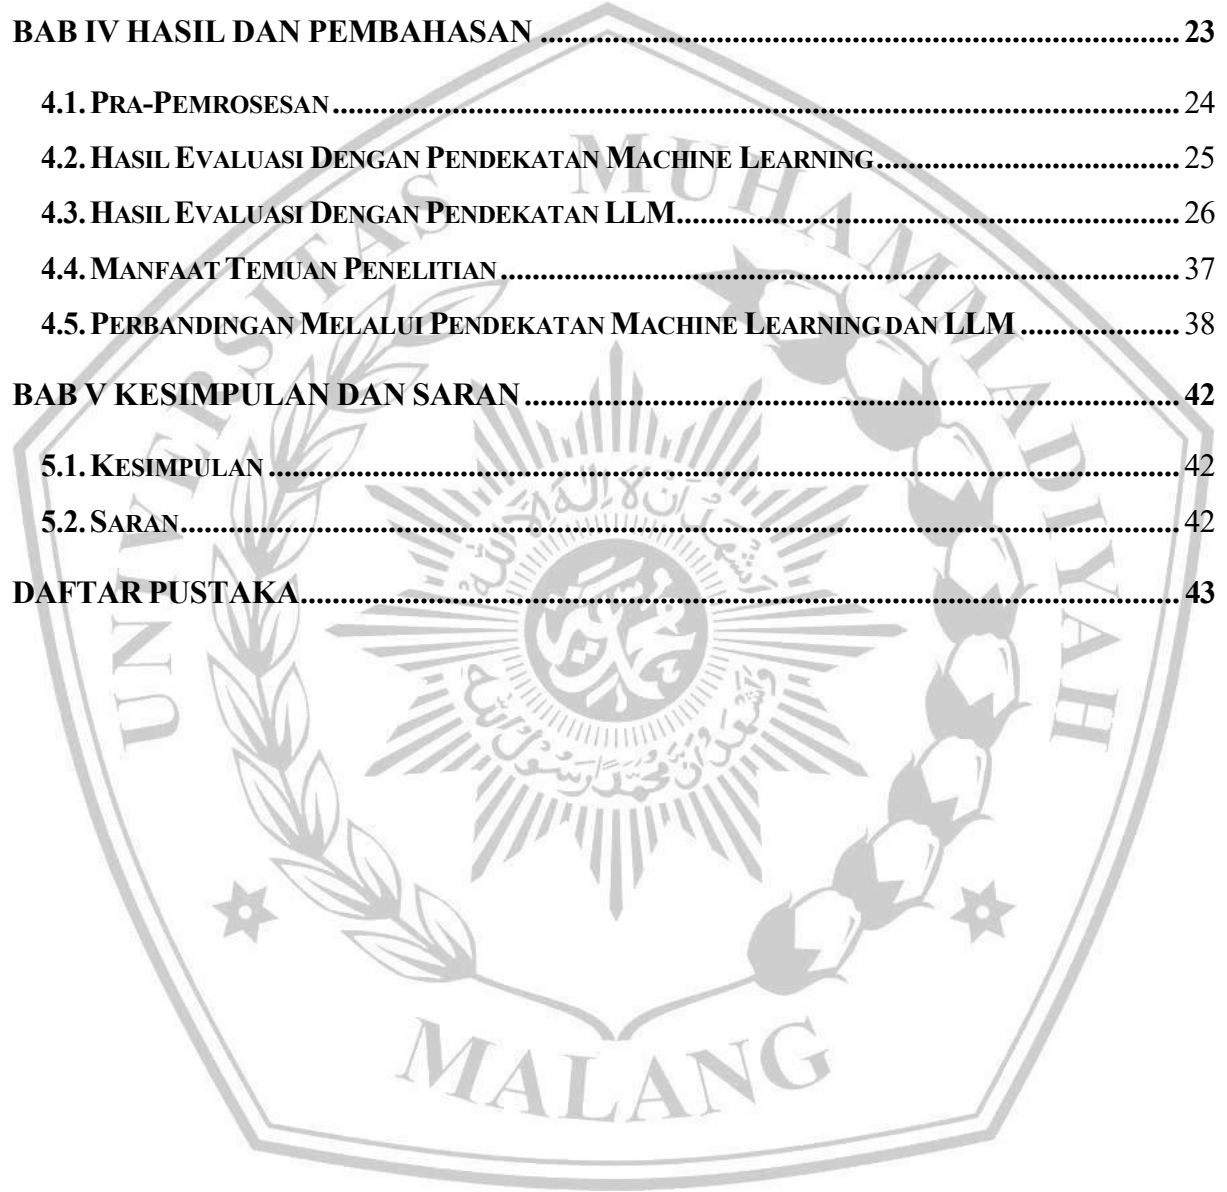 BAB IV HASIL DAN PEMBAHASAN ........ 23
4.1. Pra-Pemrosesan ........ 24
4.2. Hasil Evaluasi Dengan Pendekatan Machine Learning ........ 25
4.3. Hasil Evaluasi Dengan Pendekatan LLM ........ 26
4.4. Manfaat Temuan Penelitian ........ 37
4.5. Perbandingan Melalui Pendekatan Machine Learning dan LLM ........ 38
BAB V KESIMPULAN DAN SARAN ........ 42
5.1. Kesimpulan ........ 42
5.2. Saran ........ 42
DAFTAR PUSTAKA ........ 43
UNIVERSITAS MUHAMMADIYAH
MALANG